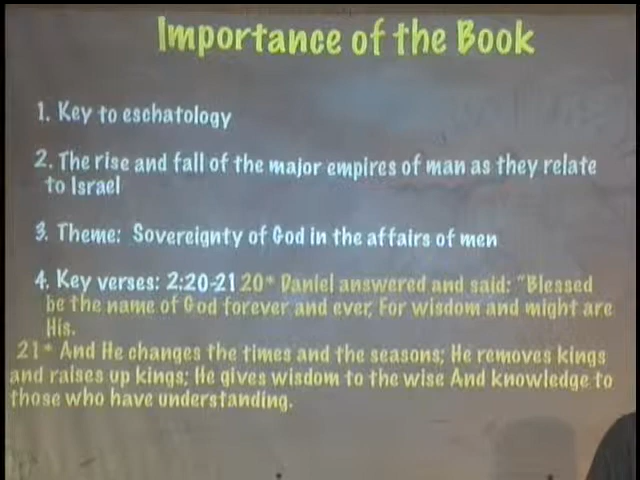 Importance of the Book
1. Key to eschatology
2. The rise and fall of the major empires of man as they relate
to Israel
3. Theme: Sovereignty of God in the affairs of men
4. Key verses: 2:20-21 20* Daniel answered and said: "Blessed
be the name of God forever and ever, For wisdom and might are
His.
21* And He changes the times and the seasons; He removes kings
and raises up kings; He gives wisdom to the wise And knowledge to
those who have understanding.